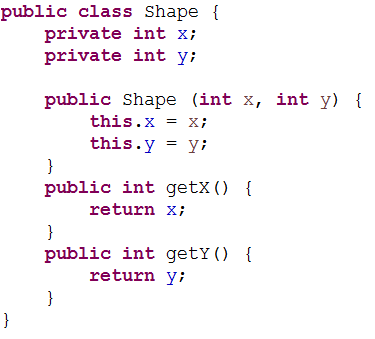 public class Shape {
    private int x;
    private int y;

    public Shape (int x, int y) {
        this.x = x;
        this.y = y;
    }
    public int getX() {
        return x;
    }
    public int getY() {
        return y;
    }
}